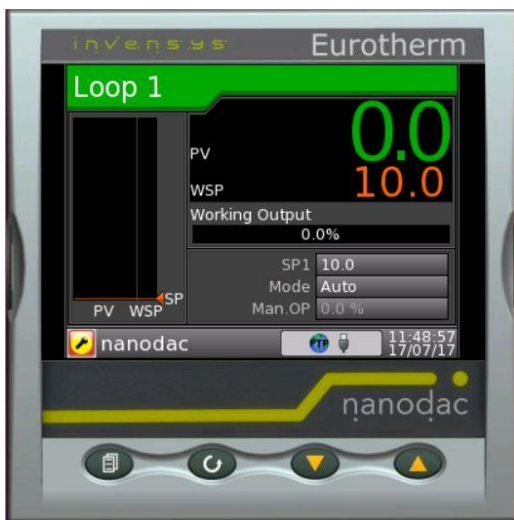 invensys Eurotherm
Loop 1
0.0
PV
WSP 10.0
Working Output
0.0%
SP1 10.0
Mode Auto
Man.OP 0.0 %
SP
PV WSP
nanodac FTP 11:48:57
17/07/17
nanodac